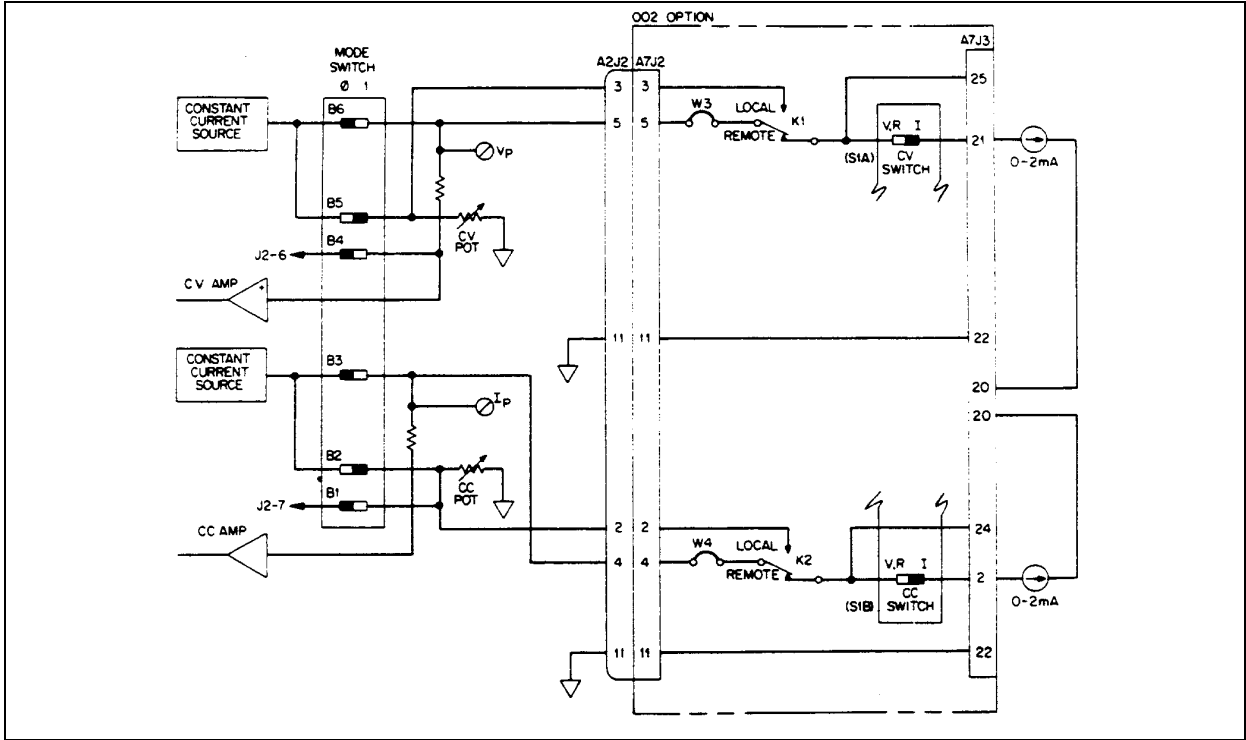 002 OPTION
A7J3
MODE
SWITCH
Ø 1
A2J2 A7J2
CONSTANT
CURRENT
SOURCE
B6
3 3
5 5
W3
LOCAL
REMOTE
K1
25
V,R I
(S1A)
CV
SWITCH
21
0-2mA
VP
B5
CV
POT
B4
J2-6
CV AMP
+
11 11
22
20
CONSTANT
CURRENT
SOURCE
B3
IP
20
B2
CC
POT
B1
J2-7
CC AMP
2 2
4 4
W4
LOCAL
REMOTE
K2
24
V,R I
(S1B)
CC
SWITCH
2
0-2mA
11 11
22